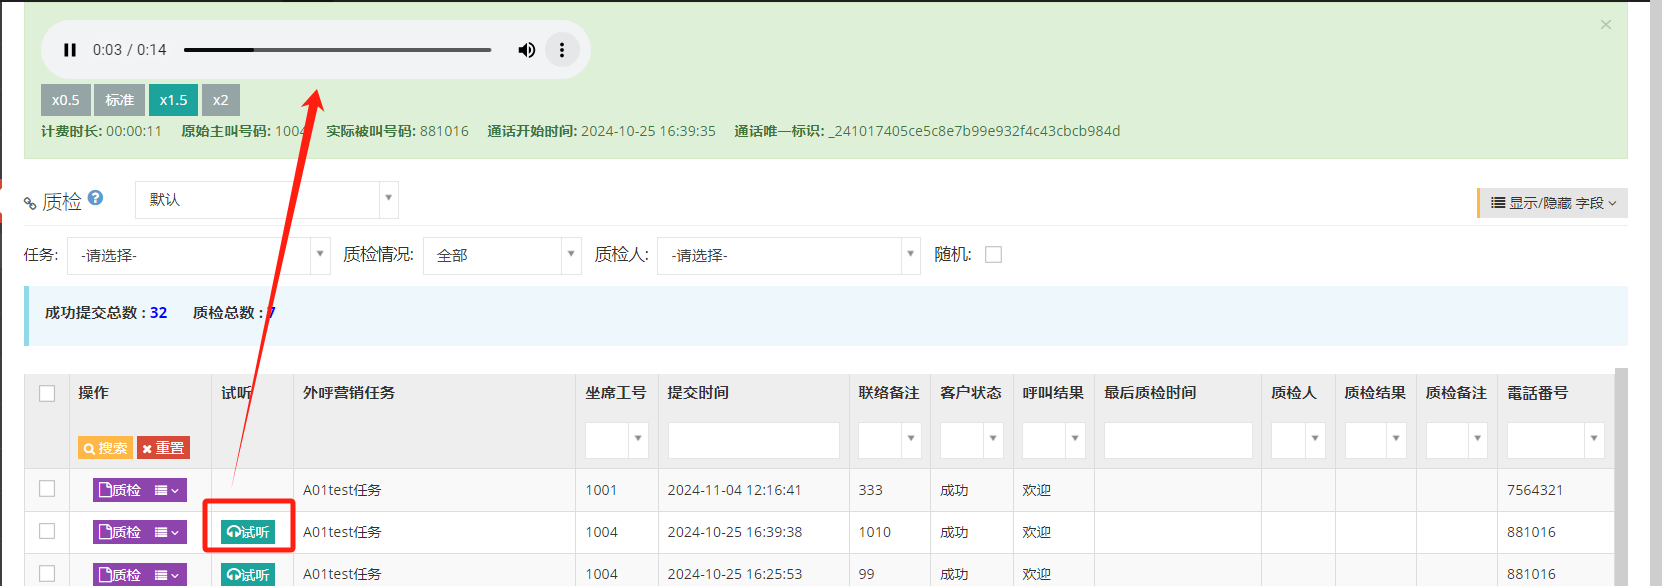 ×
0:03 / 0:14
x0.5 标准 x1.5 x2
计费时长: 00:00:11 原始主叫号码: 1004 实际被叫号码: 881016 通话开始时间: 2024-10-25 16:39:35 通话唯一标识: _241017405ce5c8e7b99e932f4c43cbcb984d
质检 ? 默认 显示/隐藏 字段
任务: -请选择- 质检情况: 全部 质检人: -请选择- 随机:
成功提交总数 : 32 质检总数 : 7
操作 试听 外呼营销任务 坐席工号 提交时间 联络备注 客户状态 呼叫结果 最后质检时间 质检人 质检结果 质检备注 電話番号
搜索 重置
质检 A01test任务 1001 2024-11-04 12:16:41 333 成功 欢迎 7564321
质检 试听 A01test任务 1004 2024-10-25 16:39:38 1010 成功 欢迎 881016
质检 试听 A01test任务 1004 2024-10-25 16:25:53 99 成功 欢迎 881016